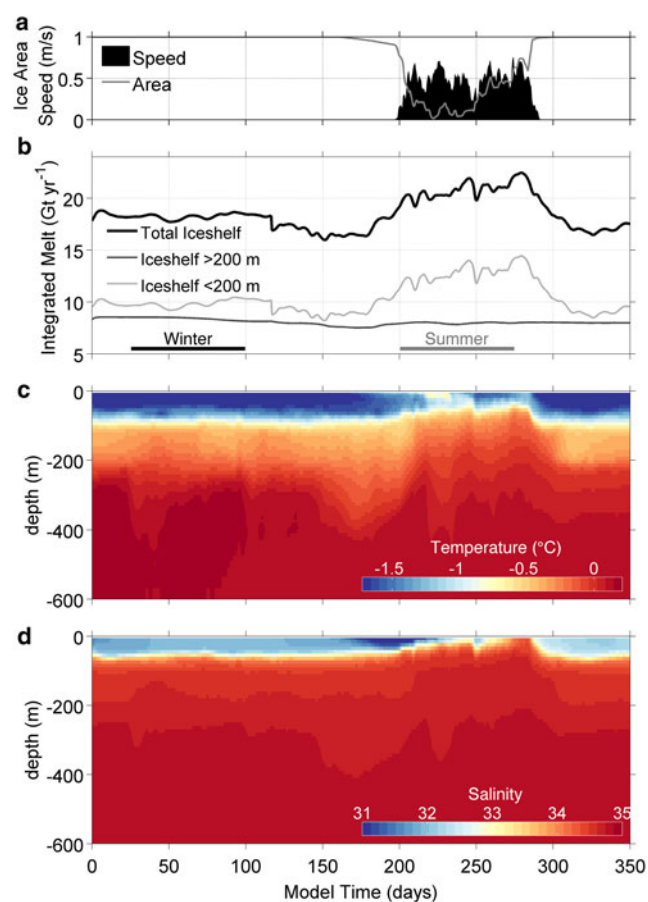 a
Ice Area
Speed (m/s)
1
0.5
0
Speed
Area
b
Integrated Melt (Gt yr⁻¹)
20
15
10
5
Total Iceshelf
Iceshelf >200 m
Iceshelf <200 m
Winter
Summer
c
depth (m)
0
-200
-400
-600
Temperature (°C)
-1.5 -1 -0.5 0
d
depth (m)
0
-200
-400
-600
Salinity
31 32 33 34 35
0 50 100 150 200 250 300 350
Model Time (days)